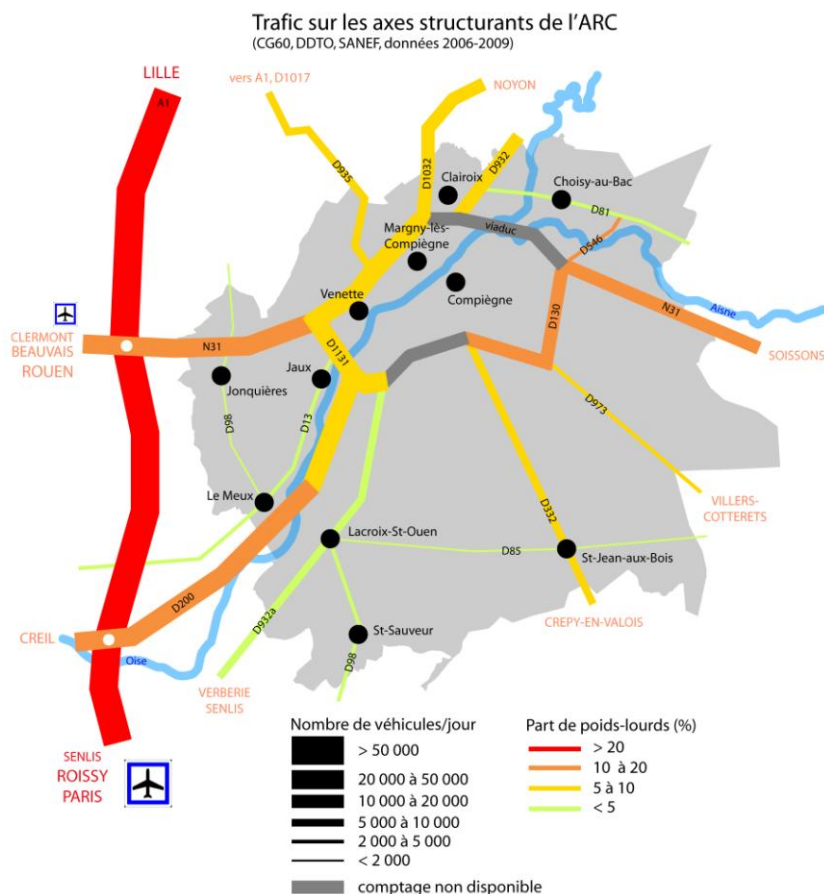 Trafic sur les axes structurants de l'ARC
(CG60, DDTO, SANEF, données 2006-2009)
LILLE
A1
vers A1, D1017
NOYON
D935
D1032
D932
Clairoix
Choisy-au-Bac
D81
Margny-lès-
Compiègne
viaduc
D546
Venette
Compiègne
Aisne
N31
D130
SOISSONS
CLERMONT
BEAUVAIS
ROUEN
N31
D1131
Jaux
Jonquières
D98
D13
D973
VILLERS-
COTTERETS
Le Meux
D332
Lacroix-St-Ouen
D85
St-Jean-aux-Bois
D200
D932a
CREIL
Oise
St-Sauveur
D98
CREPY-EN-VALOIS
VERBERIE
SENLIS
SENLIS
ROISSY
PARIS
Nombre de véhicules/jour
> 50 000
20 000 à 50 000
10 000 à 20 000
5 000 à 10 000
2 000 à 5 000
< 2 000
comptage non disponible
Part de poids-lourds (%)
> 20
10 à 20
5 à 10
< 5